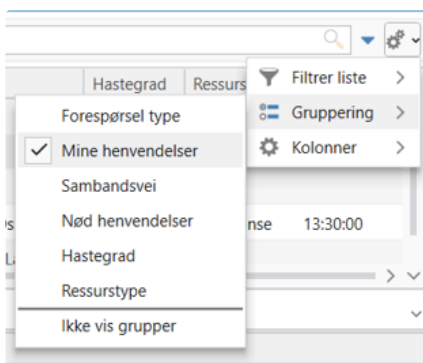 Hastegrad Ressurs
Filtrer liste
Gruppering
Kolonner
Forespørsel type
Mine henvendelser
Sambandsvei
Nød henvendelser
nse 13:30:00
Hastegrad
Ressurstype
Ikke vis grupper